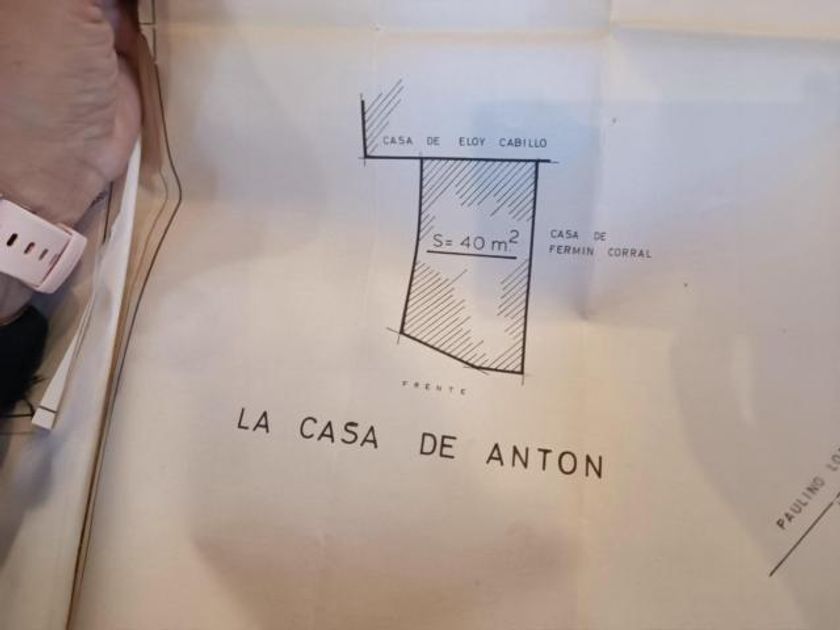 CASA DE ELOY CABILLO
S= 40 m²
CASA DE
FERMIN CORRAL
FRENTE
LA CASA DE ANTON
PAULINO